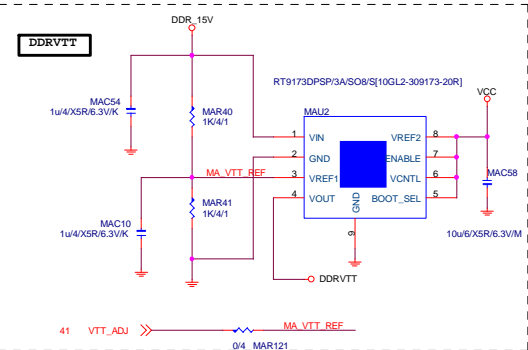 DDRVTT
DDR_15V
RT9173DPSP/3A/SO8/S[10GL2-309173-20R]
VCC
MAC54
1u/4/X5R/6.3V/K
MAR40
1K/4/1
MAU2
1 VIN VREF2 8
2 GND ENABLE 7
MA_VTT_REF 3 VREF1 VCNTL 6
4 VOUT BOOT_SEL 5
GND
9
MAC58
10u/6/X5R/6.3V/M
MAC10
1u/4/X5R/6.3V/K
MAR41
1K/4/1
DDRVTT
41 VTT_ADJ MA_VTT_REF
0/4 MAR121